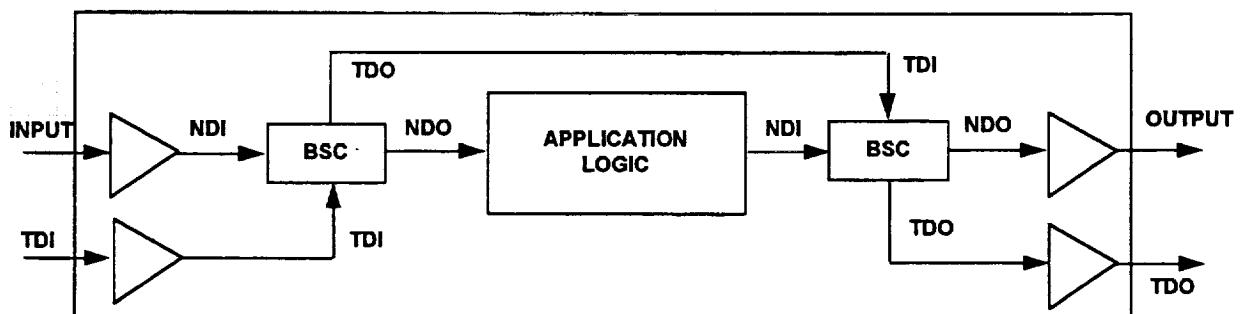 TDO
TDI
INPUT
NDI
BSC
NDO
APPLICATION
LOGIC
NDI
BSC
NDO
OUTPUT
TDI
TDI
TDO
TDO